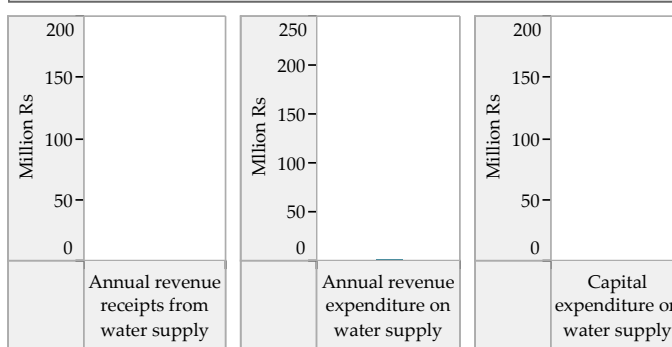 200
150
100
50
0
Million Rs
Annual revenue
receipts from
water supply
250
200
150
100
50
0
MIlion Rs
Annual revenue
expenditure on
water supply
200
150
100
50
0
Million Rs
Capital
expenditure on
water supply